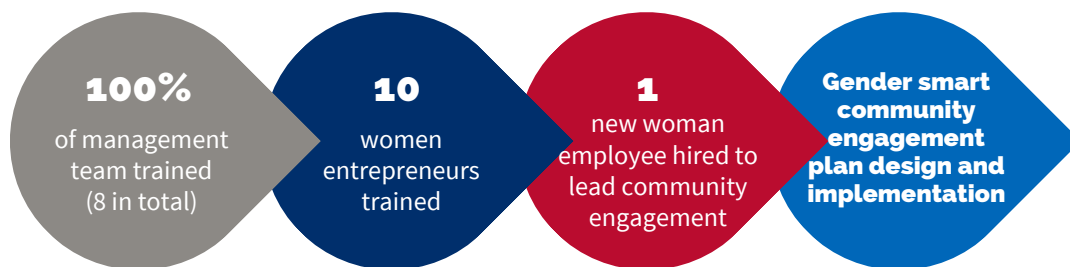 100%
of management
team trained
(8 in total)
10
women
entrepreneurs
trained
1
new woman
employee hired to
lead community
engagement
Gender smart
community
engagement
plan design and
implementation